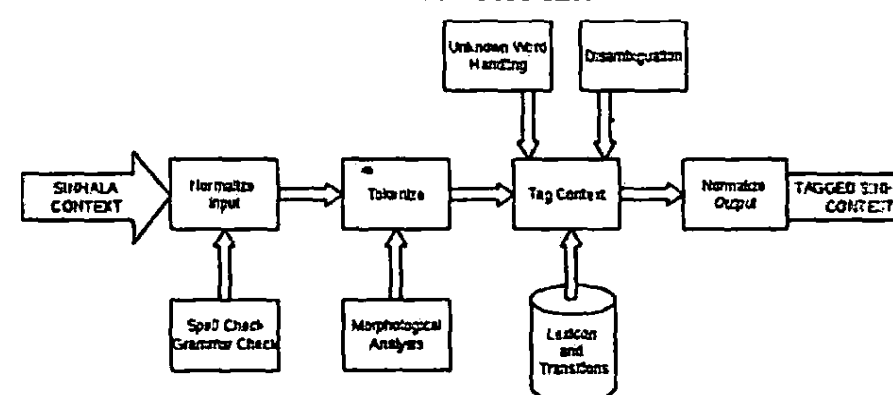 Unknown Word
Handling
Disambiguation
SINHALA
CONTEXT
Normalize
Input
Tokenize
Tag Context
Normalize
Output
TAGGED
CONTEXT
Spell Check
Grammar Check
Morphological
Analysis
Lexicon
and
Transitions